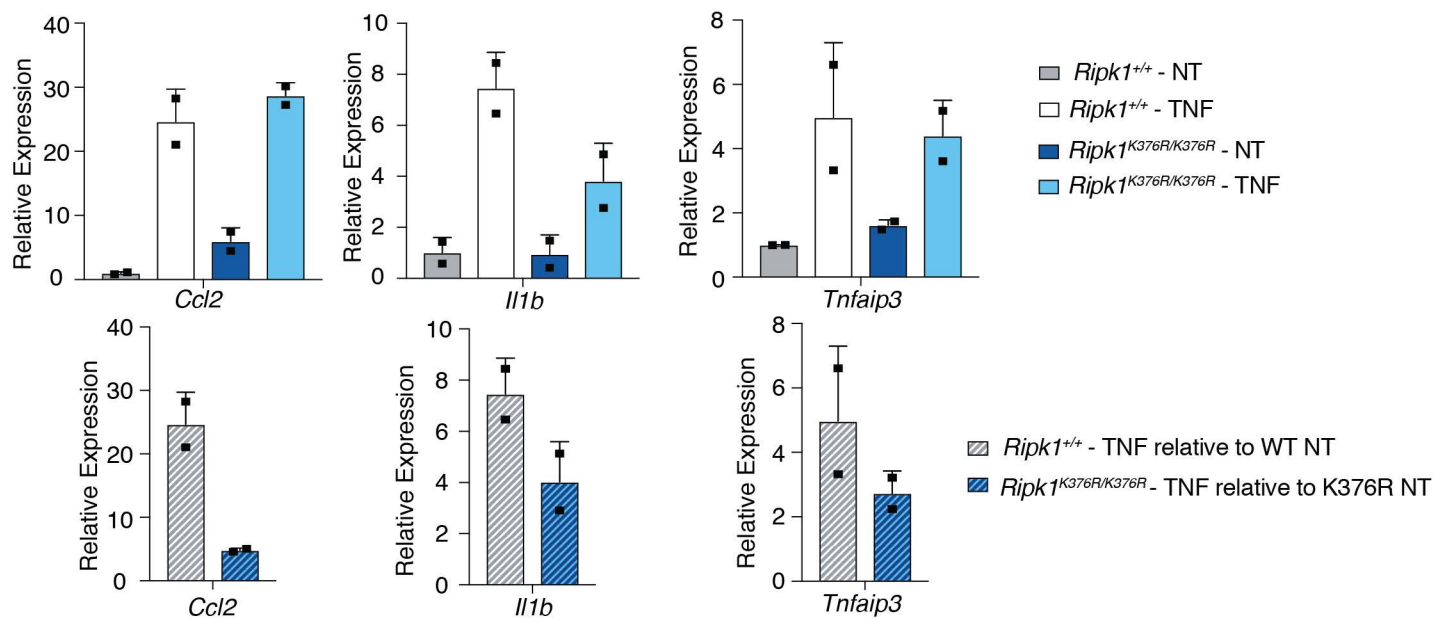 Relative Expression
40
30
20
10
0
Ccl2
Relative Expression
10
8
6
4
2
0
Il1b
Relative Expression
8
6
4
2
0
Tnfaip3
Ripk1+/+ - NT
Ripk1+/+ - TNF
Ripk1K376R/K376R - NT
Ripk1K376R/K376R - TNF
Relative Expression
40
30
20
10
0
Ccl2
Relative Expression
10
8
6
4
2
0
Il1b
Relative Expression
8
6
4
2
0
Tnfaip3
Ripk1+/+ - TNF relative to WT NT
Ripk1K376R/K376R - TNF relative to K376R NT